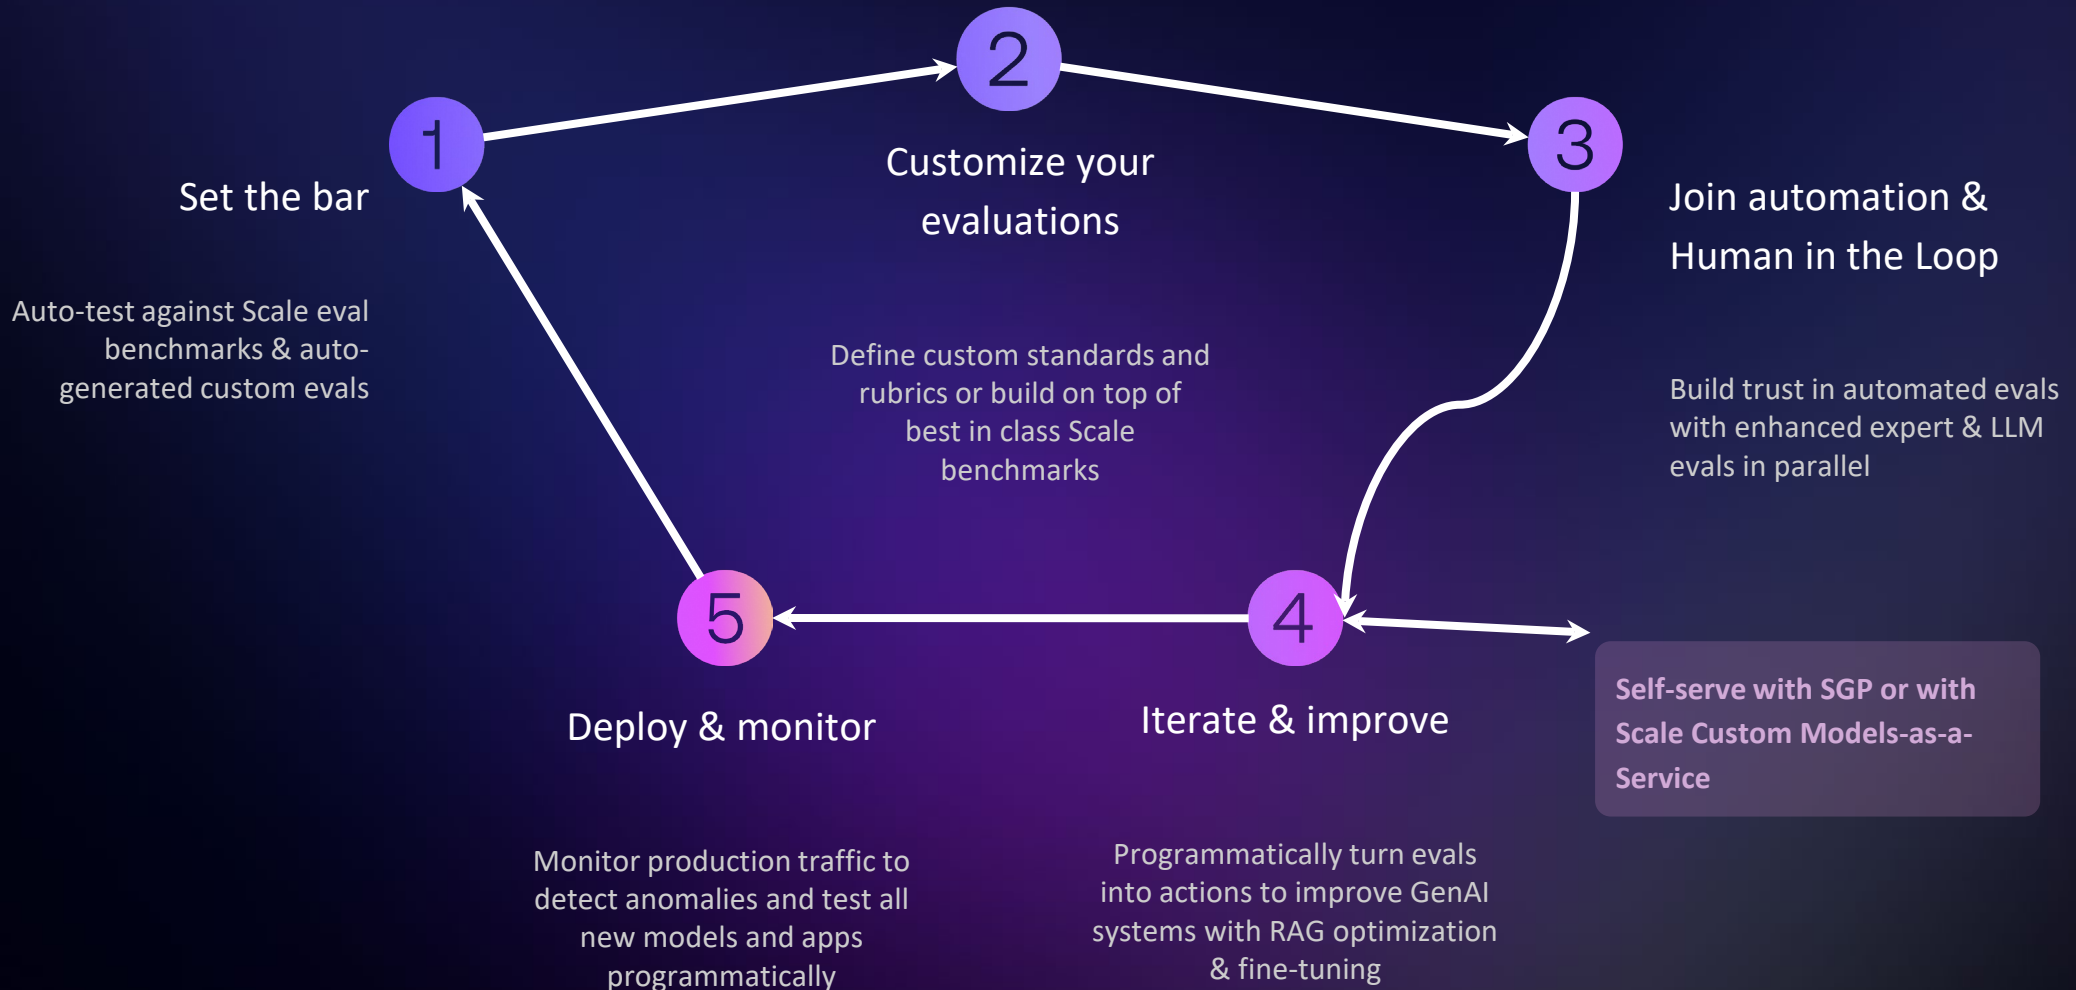 1
Set the bar
Auto-test against Scale eval
benchmarks & auto-
generated custom evals
2
Customize your
evaluations
Define custom standards and
rubrics or build on top of
best in class Scale
benchmarks
3
Join automation &
Human in the Loop
Build trust in automated evals
with enhanced expert & LLM
evals in parallel
4
Iterate & improve
Programmatically turn evals
into actions to improve GenAI
systems with RAG optimization
& fine-tuning
Self-serve with SGP or with
Scale Custom Models-as-a-
Service
5
Deploy & monitor
Monitor production traffic to
detect anomalies and test all
new models and apps
programmatically